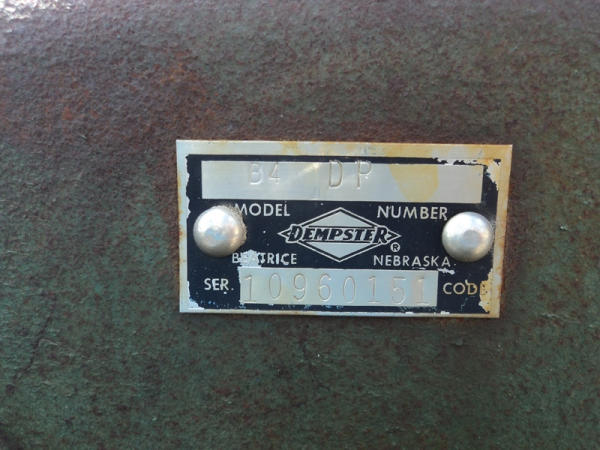 B4 DP
MODEL NUMBER
DEMPSTER ®
BEATRICE NEBRASKA
SER. 10960151 CODE